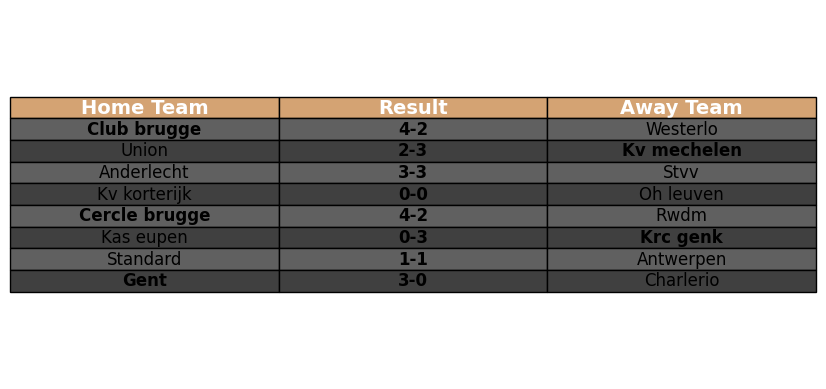 Home Team Result Away Team
Club brugge 4-2 Westerlo
Union 2-3 Kv mechelen
Anderlecht 3-3 Stvv
Kv korterijk 0-0 Oh leuven
Cercle brugge 4-2 Rwdm
Kas eupen 0-3 Krc genk
Standard 1-1 Antwerpen
Gent 3-0 Charlerio